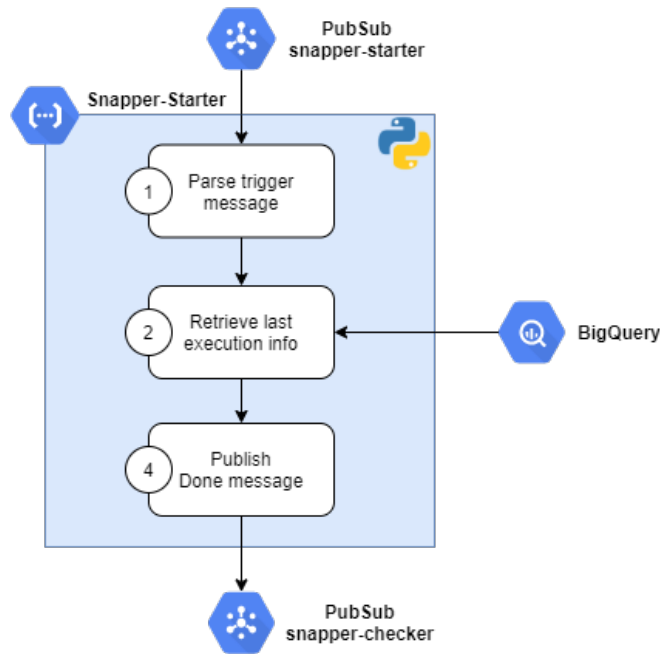 PubSub
snapper-starter
Snapper-Starter
1
Parse trigger
message
2
Retrieve last
execution info
BigQuery
4
Publish
Done message
PubSub
snapper-checker